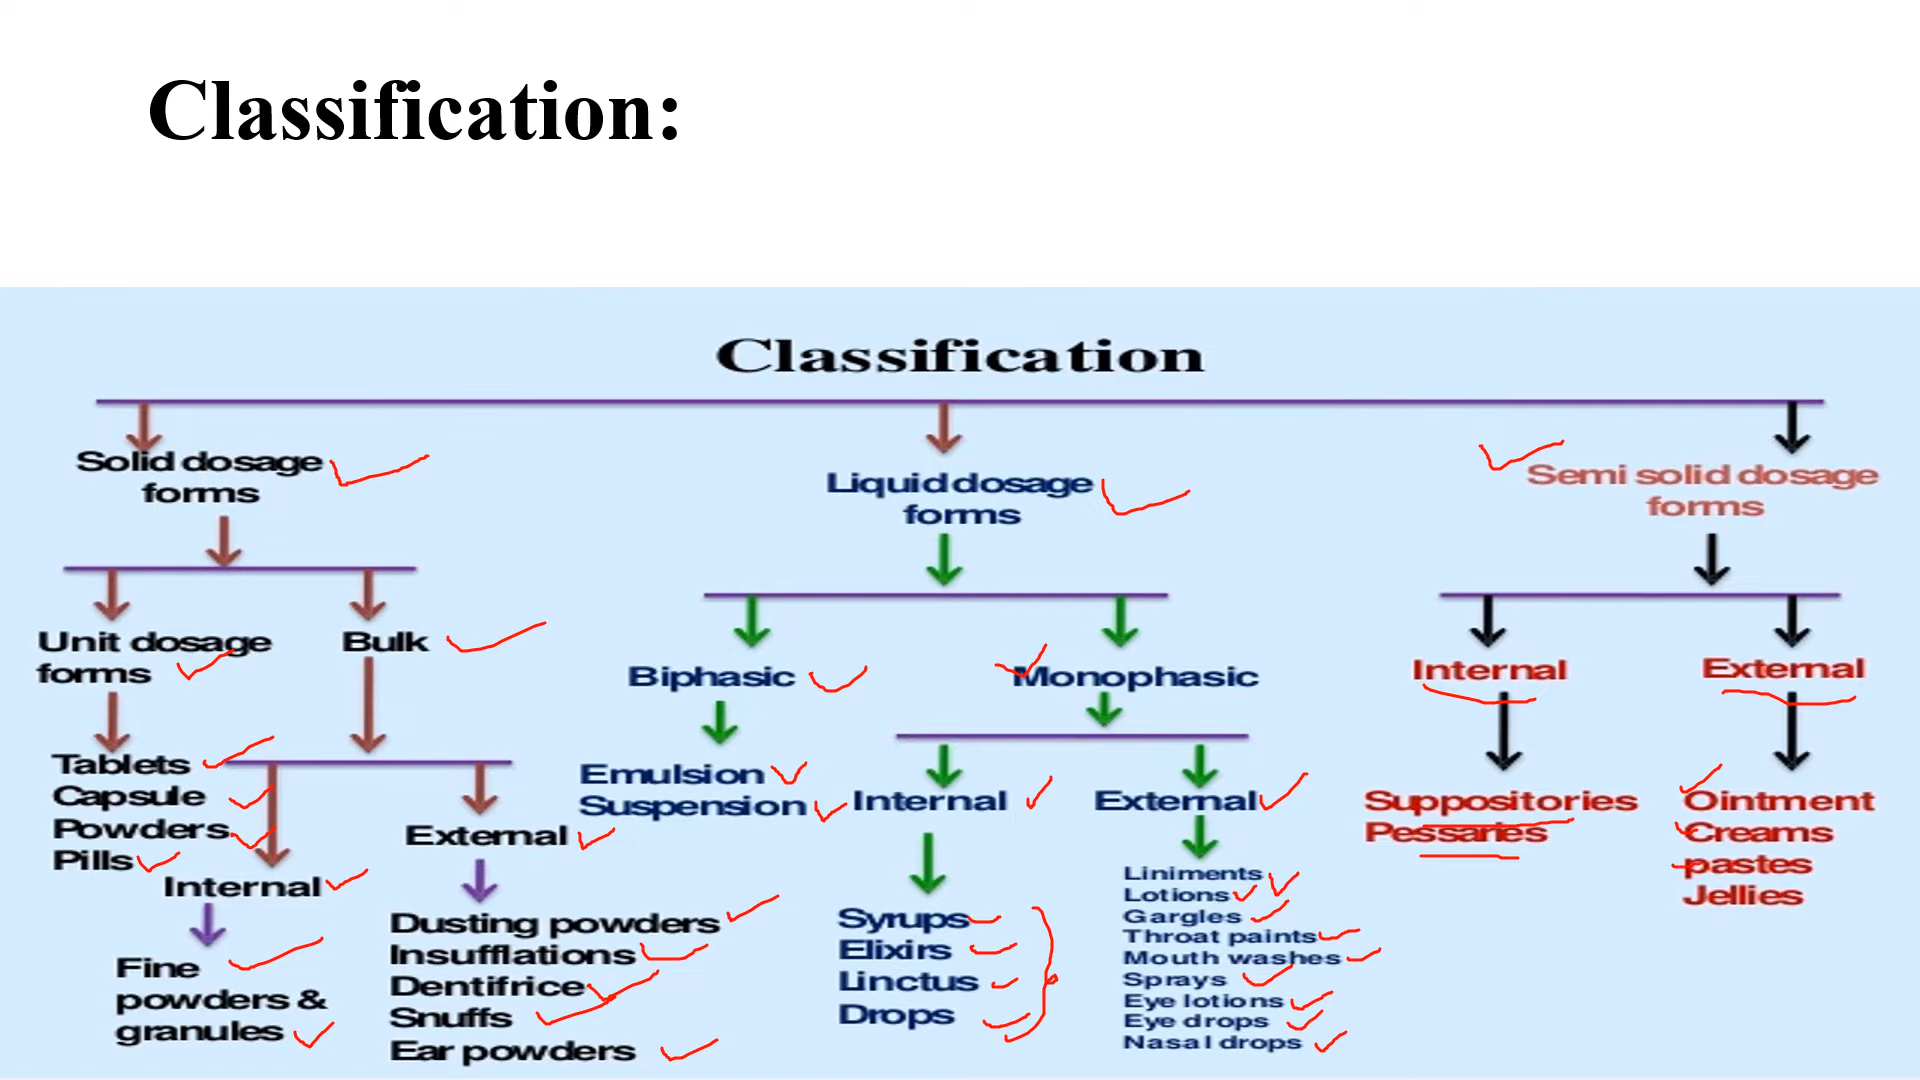 Classification:
Classification
Solid dosage
forms
Liquid dosage
forms
Semi solid dosage
forms
Unit dosage
forms
Bulk
Biphasic
Monophasic
Internal
External
Tablets
Capsule
Powders
Pills
Internal
External
Emulsion
Suspension
Internal
External
Suppositories
Pessaries
Ointment
Creams
pastes
Jellies
Fine
powders &
granules
Dusting powders
Insufflations
Dentifrice
Snuffs
Ear powders
Syrups
Elixirs
Linctus
Drops
Liniments
Lotions
Gargles
Throat paints
Mouth washes
Sprays
Eye lotions
Eye drops
Nasal drops